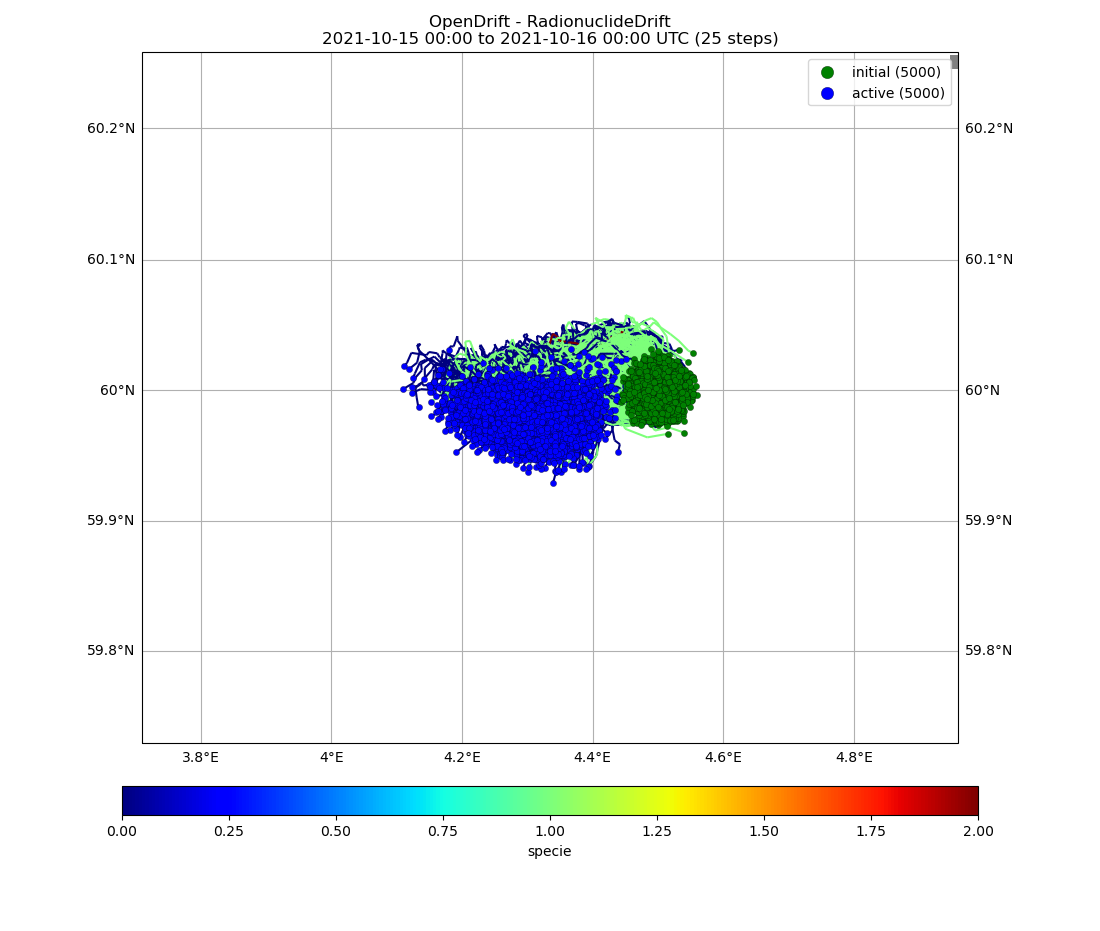 OpenDrift - RadionuclideDrift
2021-10-15 00:00 to 2021-10-16 00:00 UTC (25 steps)
initial (5000)
active (5000)
60.2°N 60.2°N
60.1°N 60.1°N
60°N 60°N
59.9°N 59.9°N
59.8°N 59.8°N
3.8°E 4°E 4.2°E 4.4°E 4.6°E 4.8°E
0.00 0.25 0.50 0.75 1.00 1.25 1.50 1.75 2.00
specie